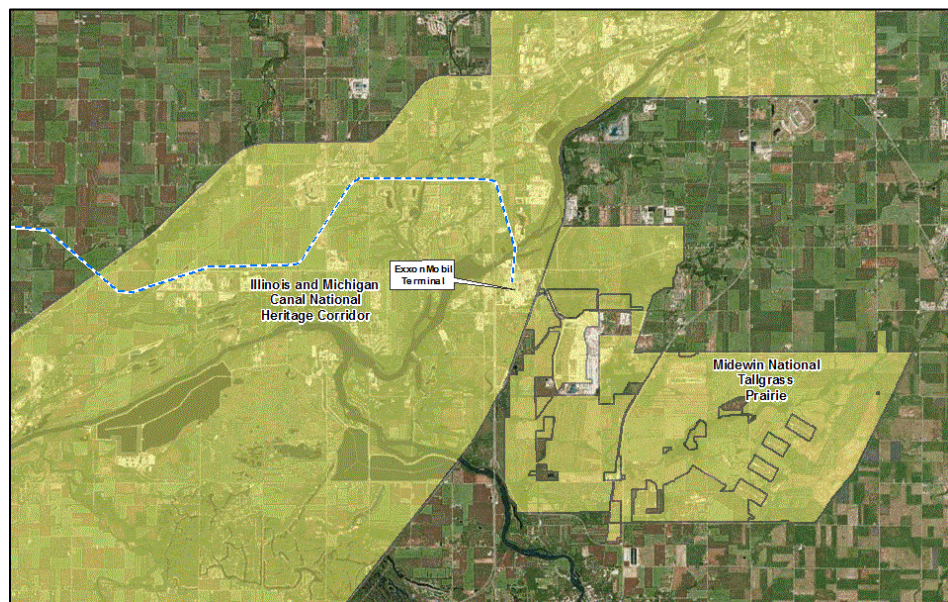 ExxonMobil
Terminal
Illinois and Michigan
Canal National
Heritage Corridor
Midewin National
Tallgrass
Prairie